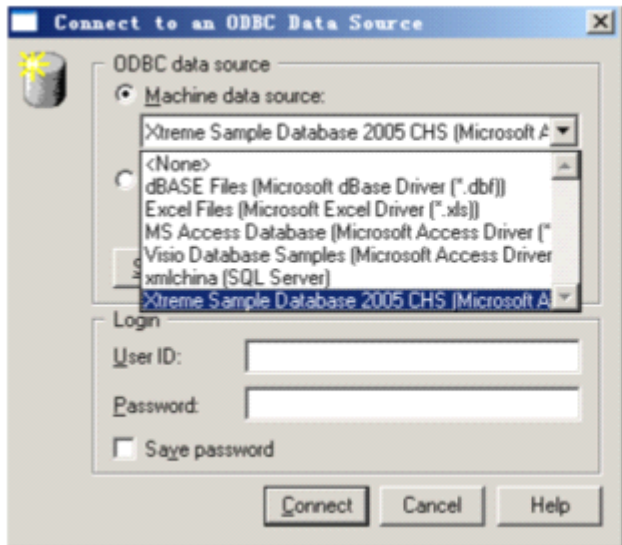 Connect to an ODBC Data Source
ODBC data source
Machine data source:
Xtreme Sample Database 2005 CHS (Microsoft A
<None>
dBASE Files (Microsoft dBase Driver (*.dbf))
Excel Files (Microsoft Excel Driver (*.xls))
MS Access Database (Microsoft Access Driver (*
Visio Database Samples (Microsoft Access Driver
xmlchina (SQL Server)
Xtreme Sample Database 2005 CHS (Microsoft A
Login
User ID:
Password:
Save password
Connect Cancel Help